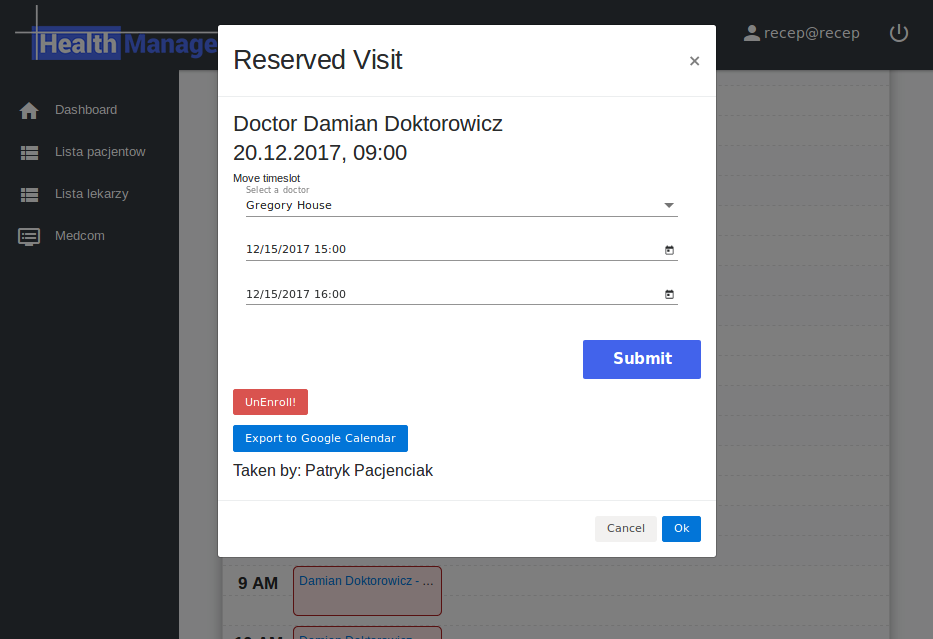 Health Manage
recep@recep
Dashboard
Lista pacjentow
Lista lekarzy
Medcom
Reserved Visit
×
Doctor Damian Doktorowicz
20.12.2017, 09:00
Move timeslot
Select a doctor
Gregory House
12/15/2017 15:00
12/15/2017 16:00
Submit
UnEnroll!
Export to Google Calendar
Taken by: Patryk Pacjenciak
Cancel
Ok
9 AM
Damian Doktorowicz - ...
10 AM
Damian Doktorowicz